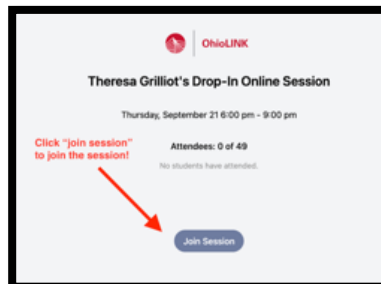 OhioLINK
Theresa Grilliot's Drop-In Online Session
Thursday, September 21 6:00 pm - 9:00 pm
Click "join session"
to join the session!
Attendees: 0 of 49
No students have attended.
Join Session